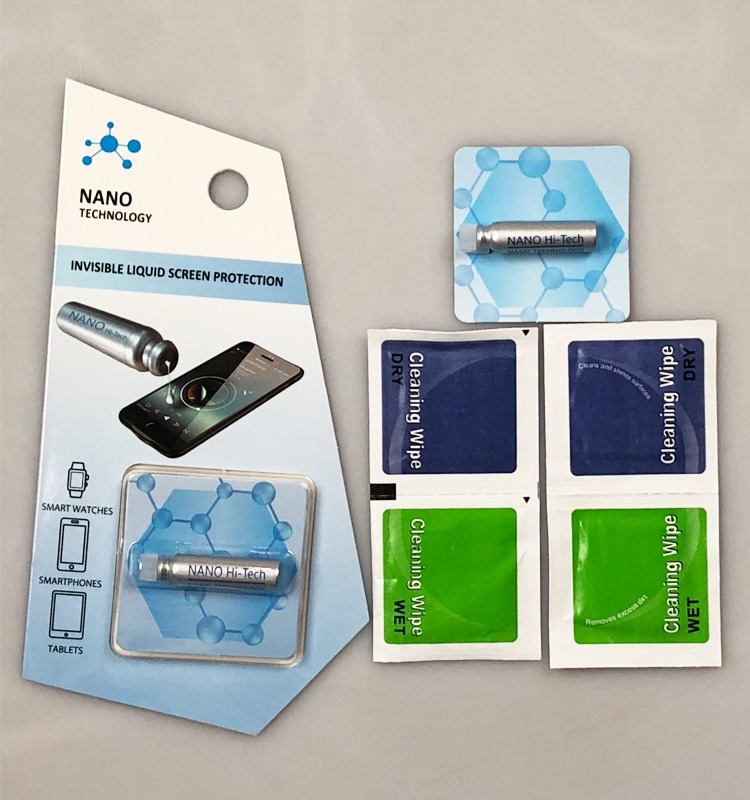 NANO
TECHNOLOGY
INVISIBLE LIQUID SCREEN PROTECTION
NANO Hi-Tech
SMART WATCHES
SMARTPHONES
TABLETS
NANO Hi-Tech
NANO Hi-Tech
NANO TECHNOLOGY
Cleaning Wipe
DRY
Cleaning Wipe
WET
Cleans and shines surfaces
Cleaning Wipe
DRY
Removes excess dirt
Cleaning Wipe
WET